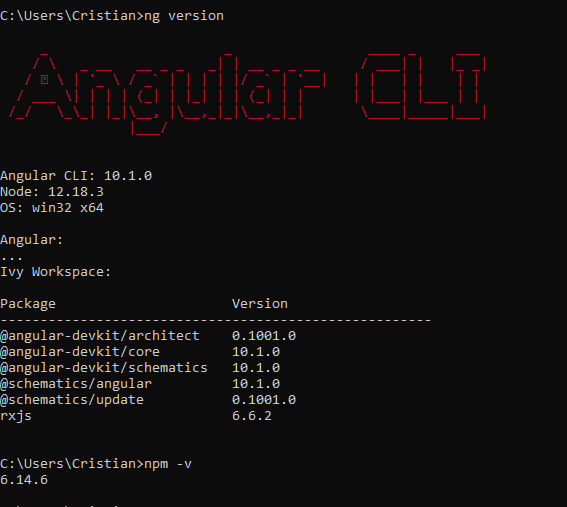 C:\Users\Cristian>ng version
Angular CLI
Angular CLI: 10.1.0
Node: 12.18.3
OS: win32 x64
Angular:
...
Ivy Workspace:
Package Version
------------------------------------------------------
@angular-devkit/architect 0.1001.0
@angular-devkit/core 10.1.0
@angular-devkit/schematics 10.1.0
@schematics/angular 10.1.0
@schematics/update 0.1001.0
rxjs 6.6.2
C:\Users\Cristian>npm -v
6.14.6